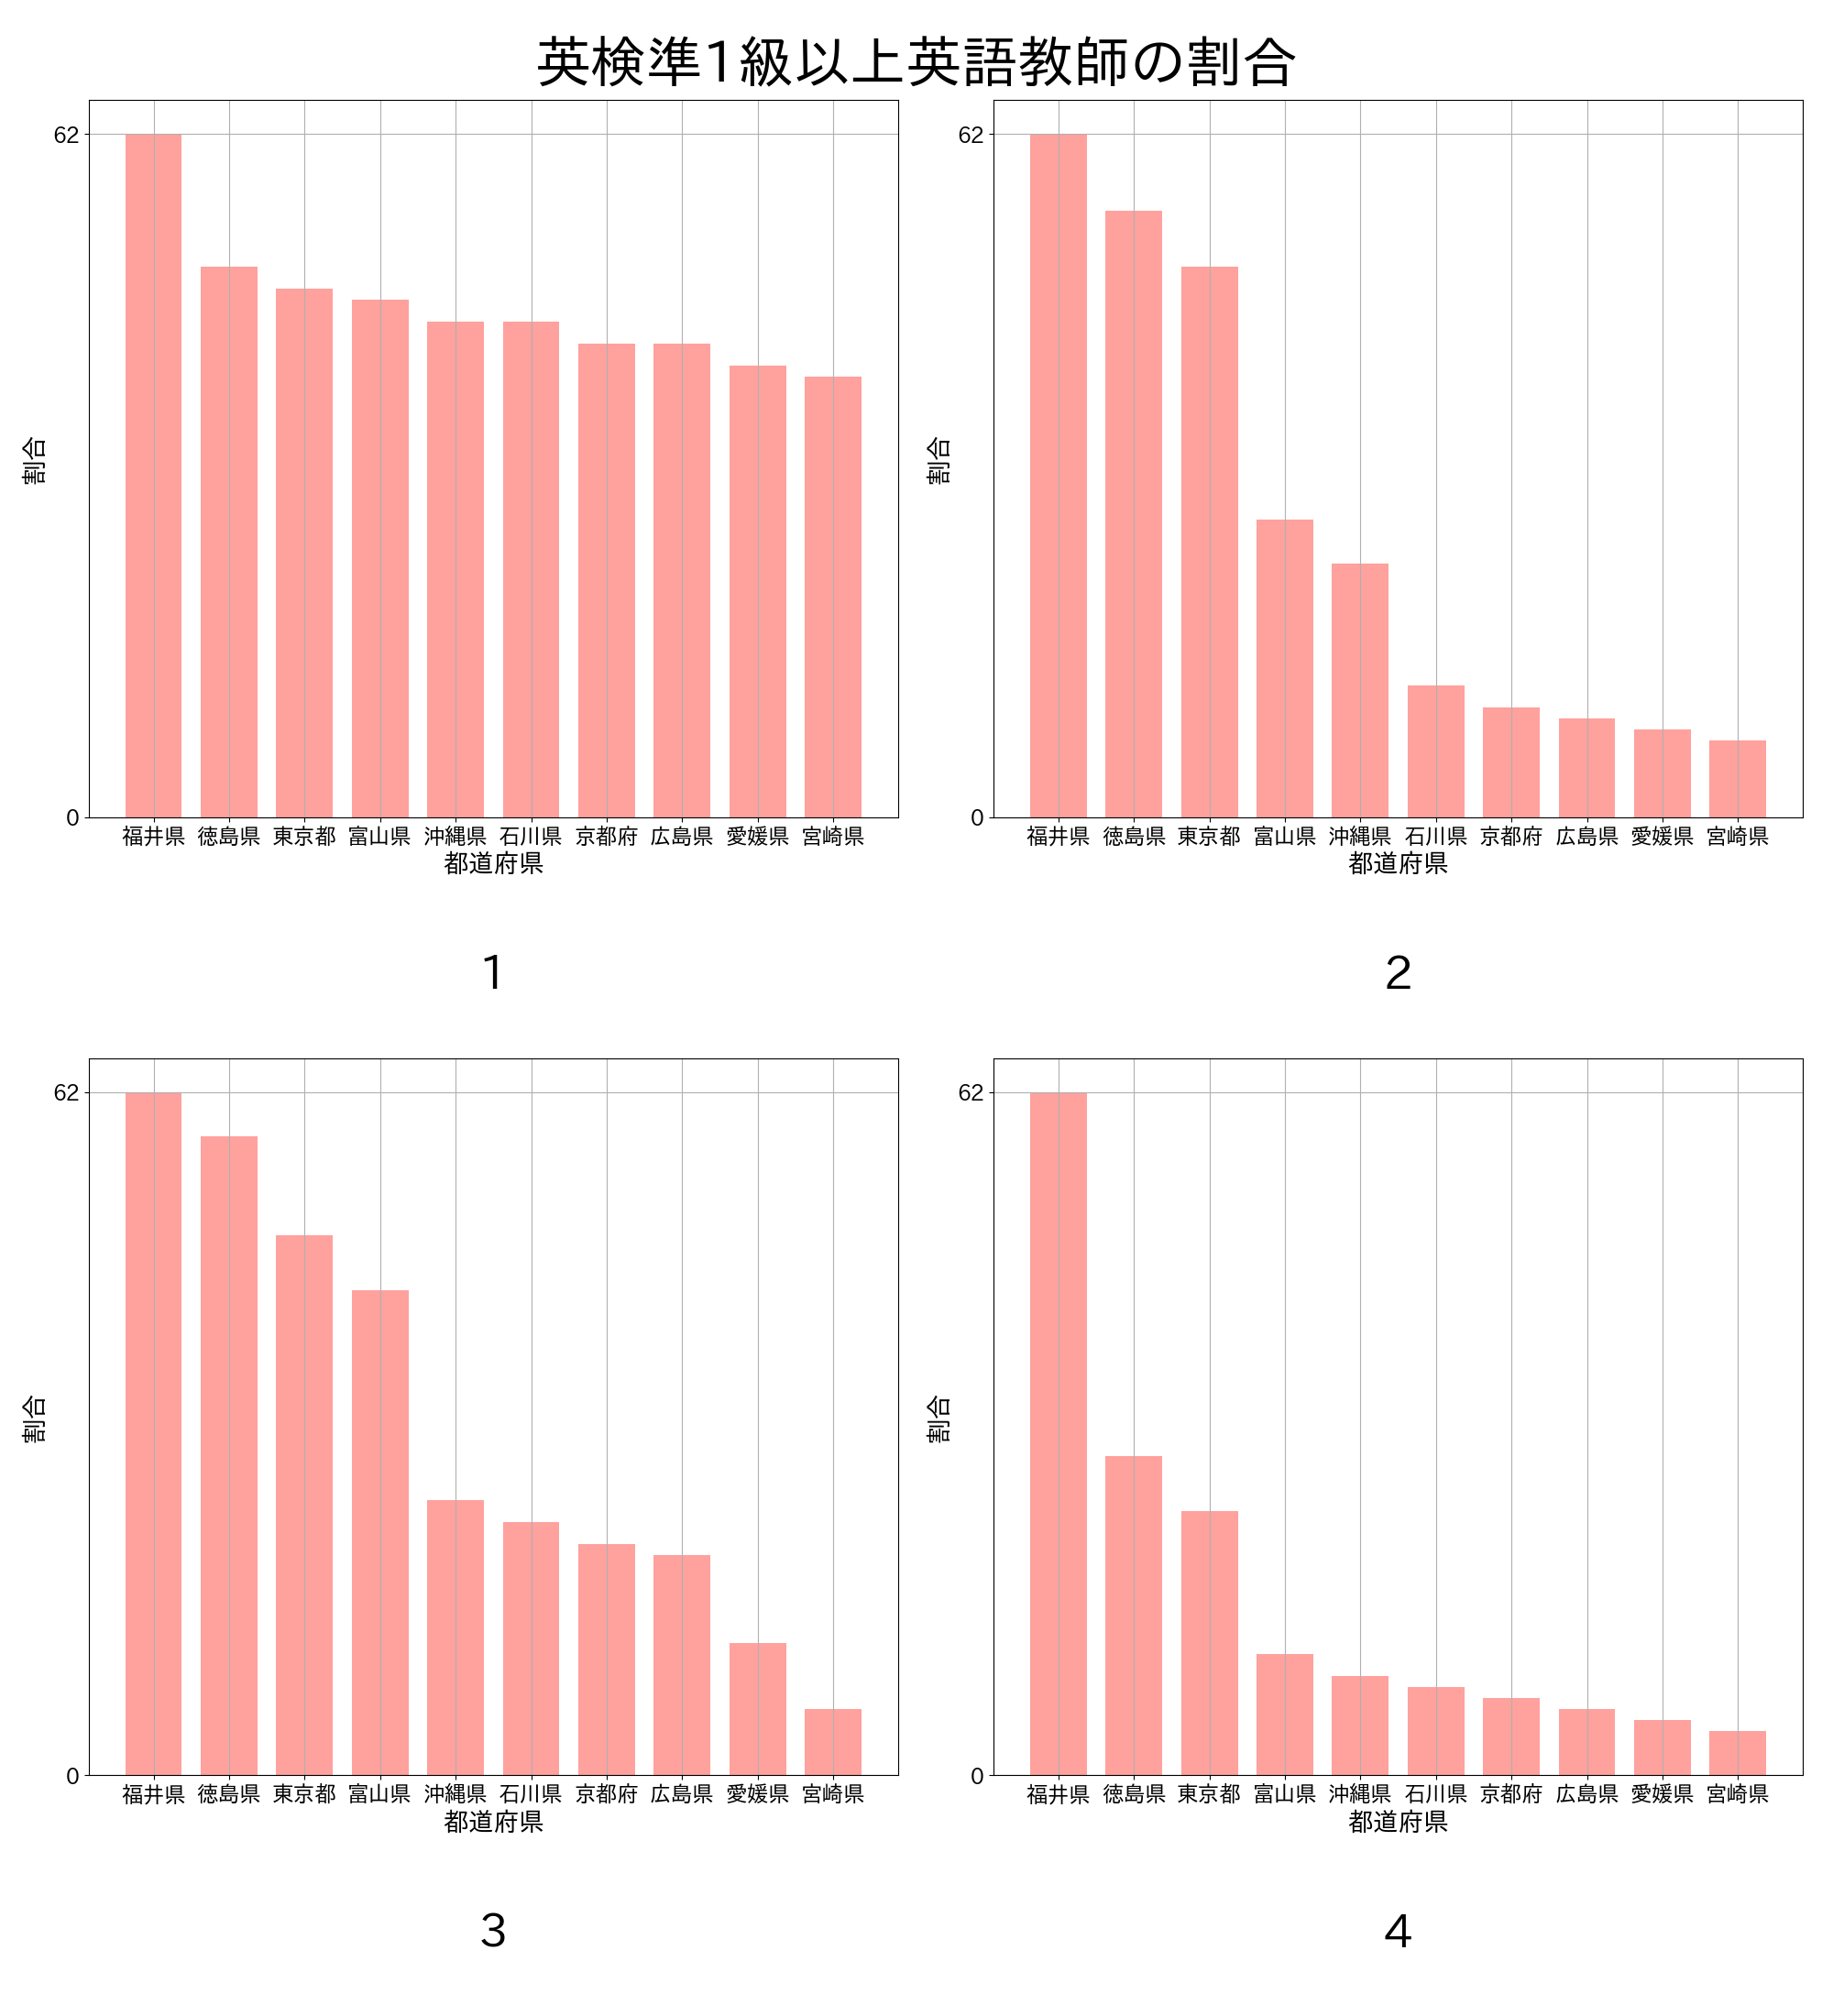 英検準1級以上英語教師の割合
62
0
割合
福井県 徳島県 東京都 富山県 沖縄県 石川県 京都府 広島県 愛媛県 宮崎県
都道府県
1
62
0
割合
福井県 徳島県 東京都 富山県 沖縄県 石川県 京都府 広島県 愛媛県 宮崎県
都道府県
2
62
0
割合
福井県 徳島県 東京都 富山県 沖縄県 石川県 京都府 広島県 愛媛県 宮崎県
都道府県
3
62
0
割合
福井県 徳島県 東京都 富山県 沖縄県 石川県 京都府 広島県 愛媛県 宮崎県
都道府県
4